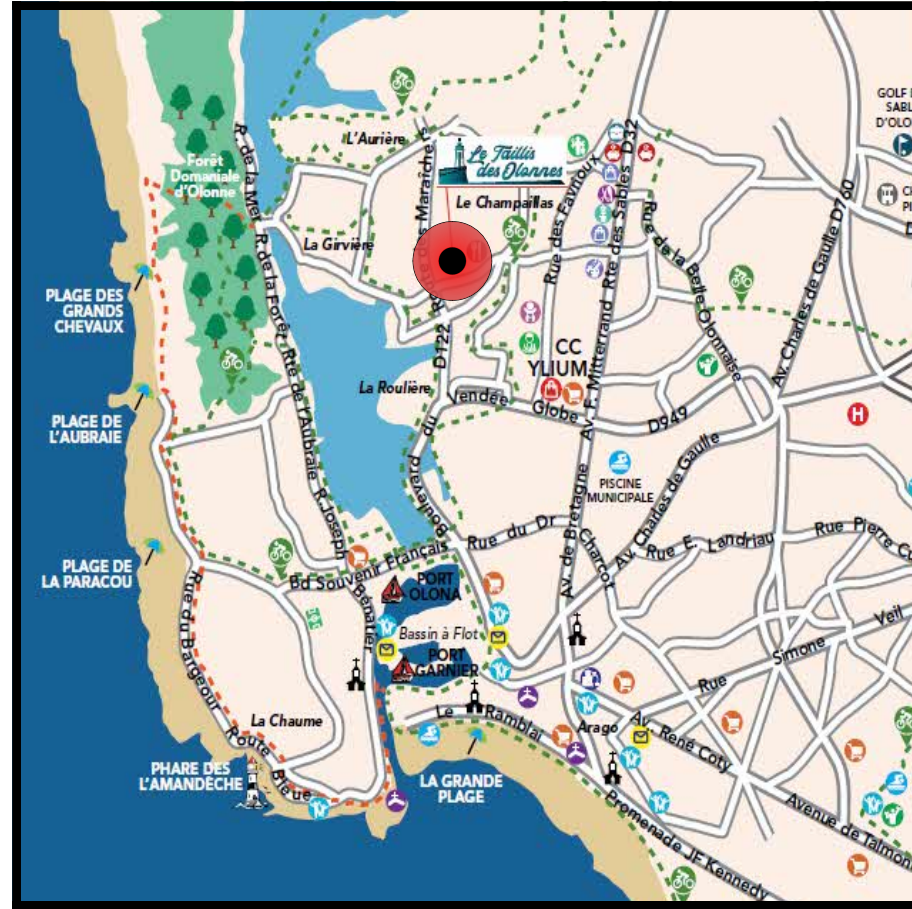 GOLF D
SABL
D'OLO
L'Aurière
Le Taillis
des Olonnes
Forêt
Domaniale
d'Olonne
R. de la Mer
Le Champaillas
Rue des Favnoux
Rte des Sables D32
La Girvière
Rue de la Belle Olonnaise
Av. Charles de Gaulle D760
PLAGE DES
GRANDS
CHEVAUX
R. de la Forêt
Rte de l'Aubraie
R. Joseph
Bénatier
D122
CC
YLIUM
Av. F. Mitterrand
La Roulière
Boulevard du Vendée Globe
D949
H
PLAGE DE
L'AUBRAIE
PISCINE
MUNICIPALE
Av. Charles de Gaulle
Av. de Bretagne
Rue du Dr
Charcot
Rue E. Landriau
Rue Pierre Cu
PLAGE DE
LA PARACOU
Bd Souvenir Français
PORT
OLONA
Bassin à Flot
PORT
GARNIER
Rue Simone Veil
Rue du Bargeour
La Chaume
Le Remblai
Arago
Av. René Coty
Route Bleue
PHARE DES
L'AMANDÈCHE
LA GRANDE
PLAGE
Promenade JF Kennedy
Avenue de Talmon